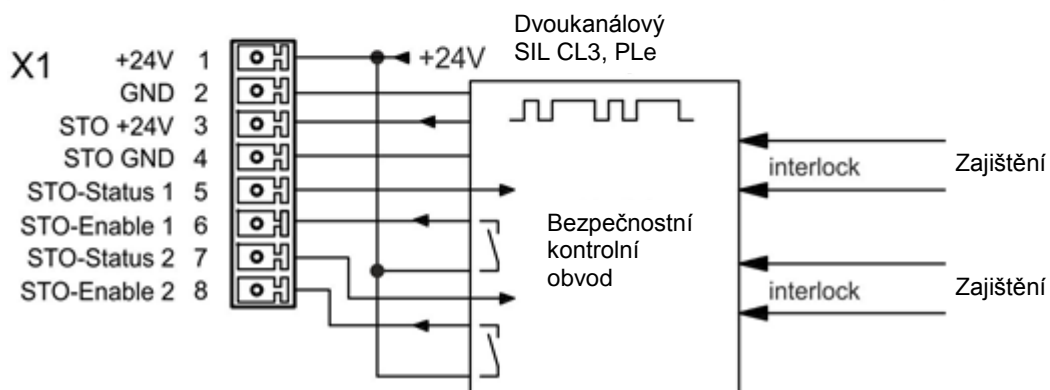 Dvoukanálový
SIL CL3, PLe
X1
+24V 1
+24V
GND 2
STO +24V 3
STO GND 4
STO-Status 1 5
STO-Enable 1 6
STO-Status 2 7
STO-Enable 2 8
Bezpečnostní
kontrolní
obvod
interlock
Zajištění
interlock
Zajištění